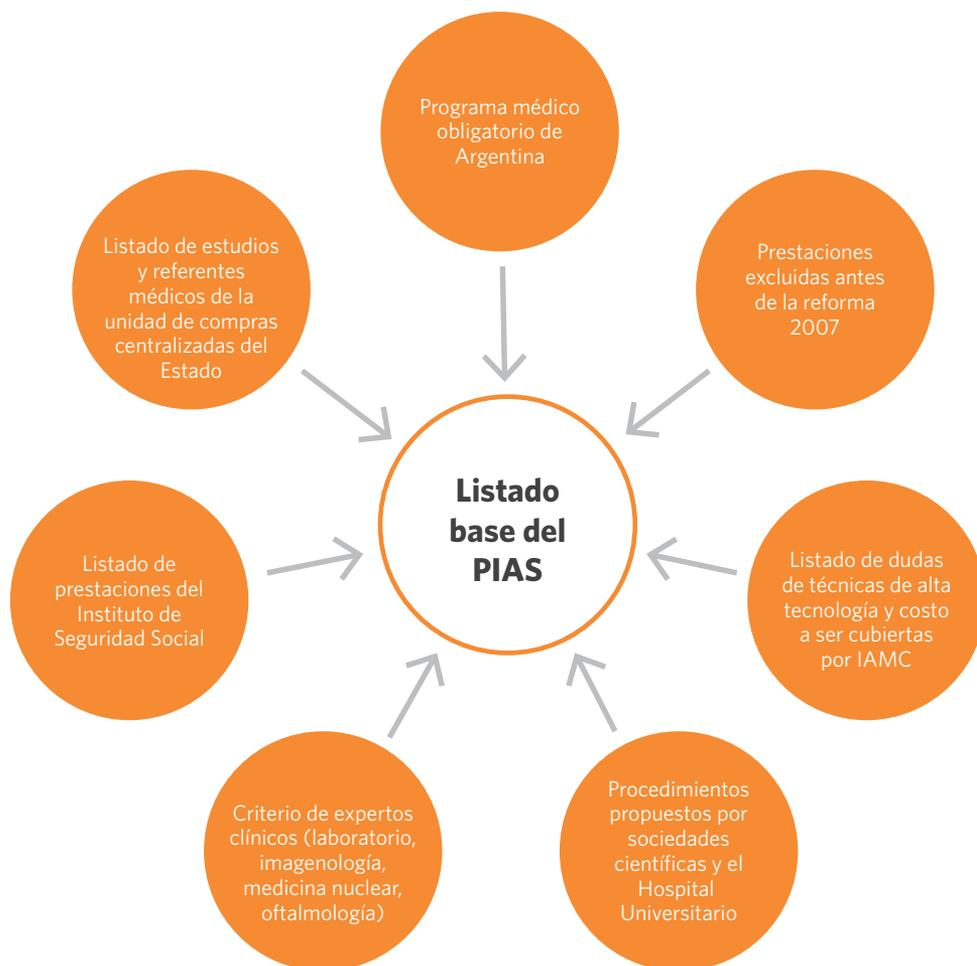 Programa médico
obligatorio de
Argentina
Listado de estudios
y referentes
médicos de la
unidad de compras
centralizadas del
Estado
Prestaciones
excluidas antes
de la reforma
2007
Listado
base del
PIAS
Listado de
prestaciones del
Instituto de
Seguridad Social
Listado de dudas
de técnicas de alta
tecnología y costo
a ser cubiertas
por IAMC
Criterio de expertos
clínicos (laboratorio,
imagenología,
medicina nuclear,
oftalmología)
Procedimientos
propuestos por
sociedades
científicas y el
Hospital
Universitario